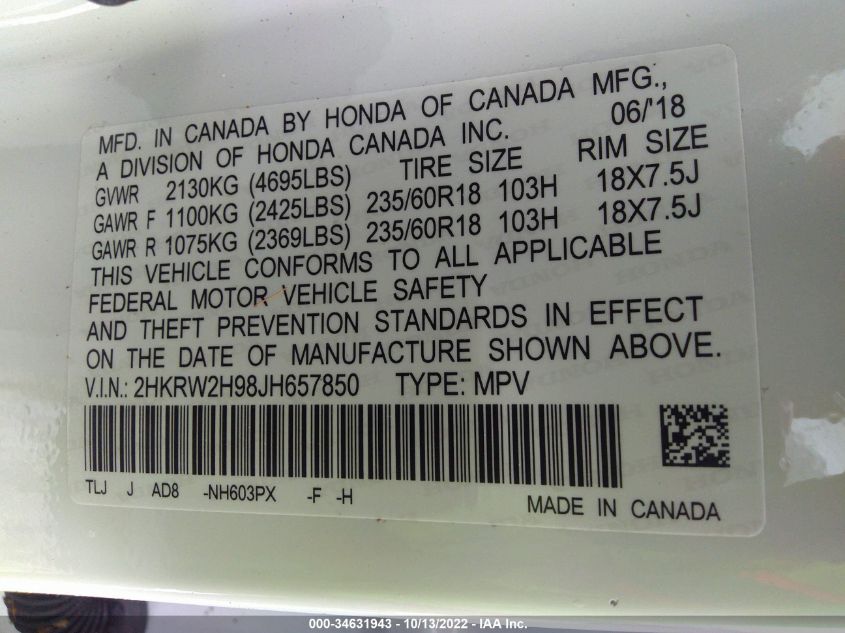 MFD. IN CANADA BY HONDA OF CANADA MFG.,
A DIVISION OF HONDA CANADA INC. 06/'18
GVWR 2130KG (4695LBS) TIRE SIZE RIM SIZE
GAWR F 1100KG (2425LBS) 235/60R18 103H 18X7.5J
GAWR R 1075KG (2369LBS) 235/60R18 103H 18X7.5J
THIS VEHICLE CONFORMS TO ALL APPLICABLE
FEDERAL MOTOR VEHICLE SAFETY
AND THEFT PREVENTION STANDARDS IN EFFECT
ON THE DATE OF MANUFACTURE SHOWN ABOVE.
V.I.N.: 2HKRW2H98JH657850 TYPE: MPV
TLJ J AD8 -NH603PX -F -H
MADE IN CANADA
000-34631943 - 10/13/2022 - IAA Inc.